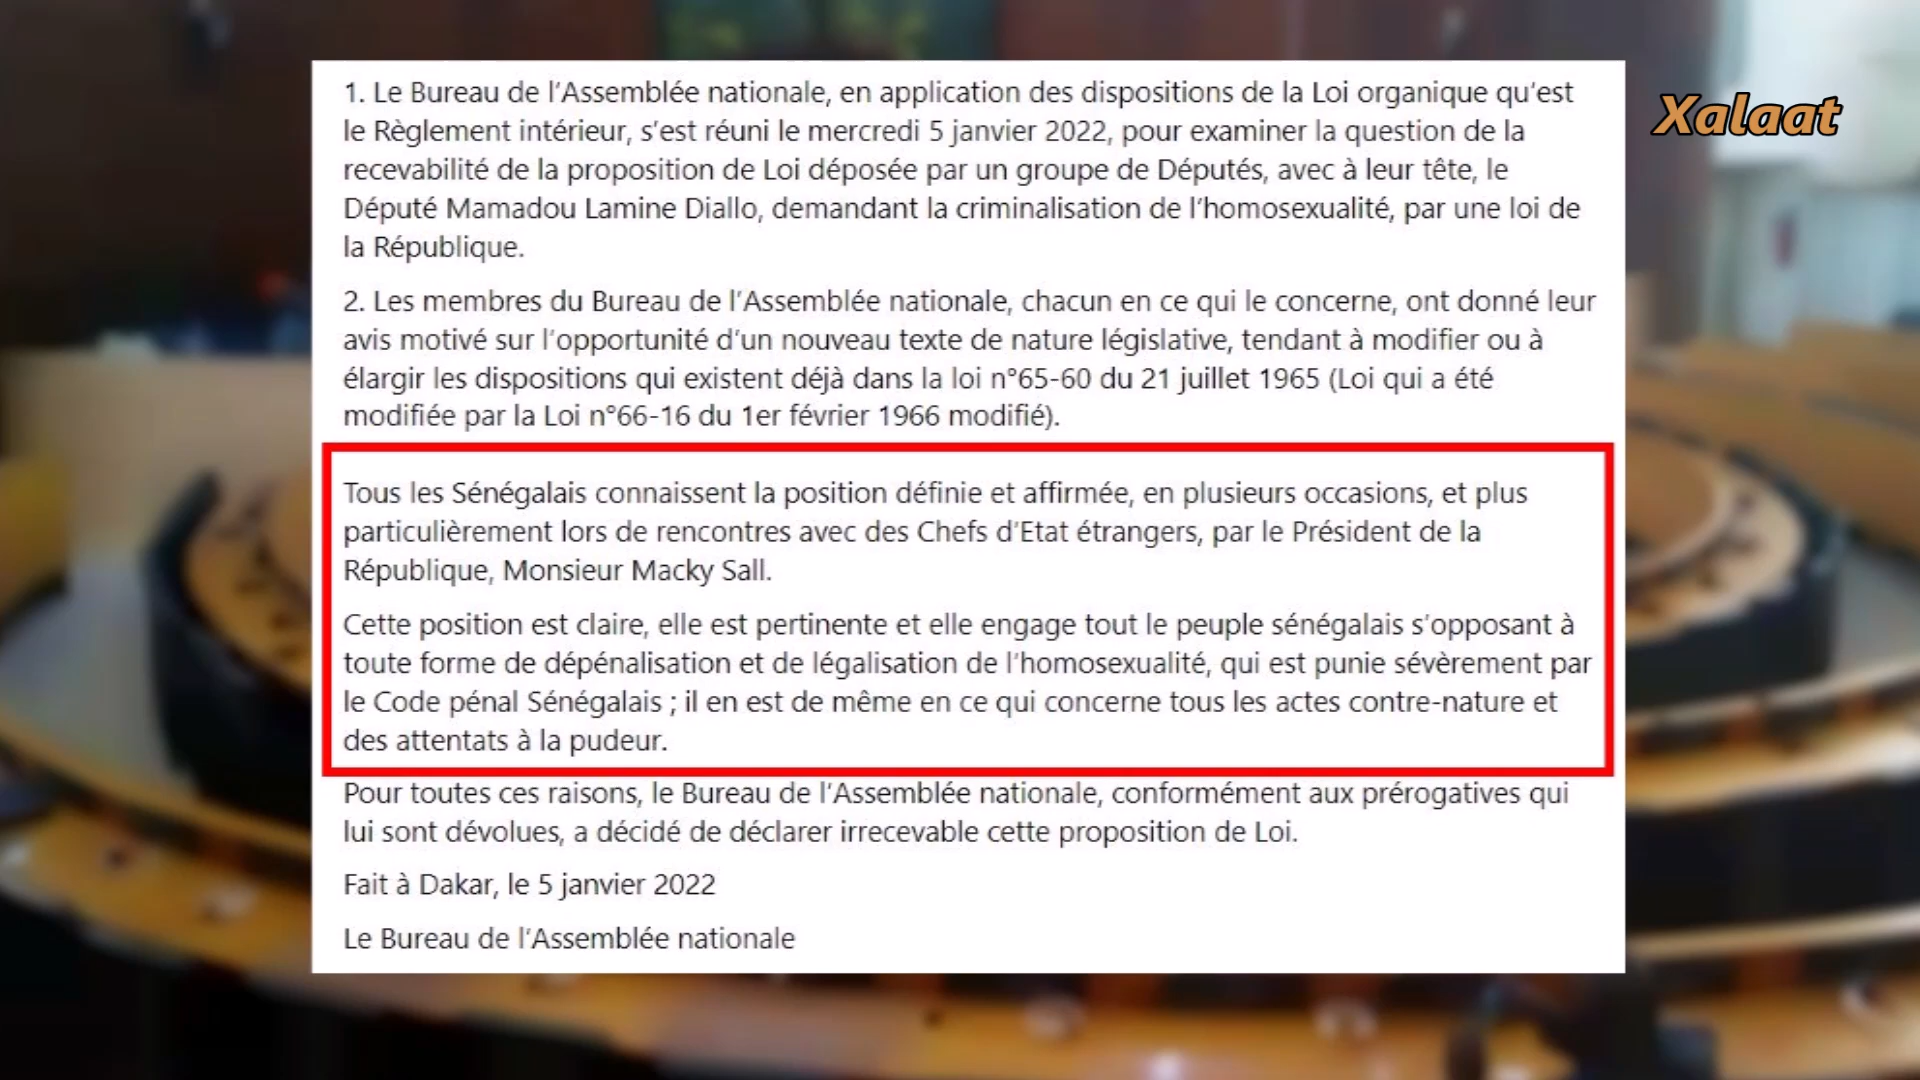 1. Le Bureau de l'Assemblée nationale, en application des dispositions de la Loi organique qu'est
le Règlement intérieur, s'est réuni le mercredi 5 janvier 2022, pour examiner la question de la
recevabilité de la proposition de Loi déposée par un groupe de Députés, avec à leur tête, le
Député Mamadou Lamine Diallo, demandant la criminalisation de l'homosexualité, par une loi de
la République.
2. Les membres du Bureau de l'Assemblée nationale, chacun en ce qui le concerne, ont donné leur
avis motivé sur l'opportunité d'un nouveau texte de nature législative, tendant à modifier ou à
élargir les dispositions qui existent déjà dans la loi n°65-60 du 21 juillet 1965 (Loi qui a été
modifiée par la Loi n°66-16 du 1er février 1966 modifié).
Tous les Sénégalais connaissent la position définie et affirmée, en plusieurs occasions, et plus
particulièrement lors de rencontres avec des Chefs d'Etat étrangers, par le Président de la
République, Monsieur Macky Sall.
Cette position est claire, elle est pertinente et elle engage tout le peuple sénégalais s'opposant à
toute forme de dépénalisation et de légalisation de l'homosexualité, qui est punie sévèrement par
le Code pénal Sénégalais ; il en est de même en ce qui concerne tous les actes contre-nature et
des attentats à la pudeur.
Pour toutes ces raisons, le Bureau de l'Assemblée nationale, conformément aux prérogatives qui
lui sont dévolues, a décidé de déclarer irrecevable cette proposition de Loi.
Fait à Dakar, le 5 janvier 2022
Le Bureau de l'Assemblée nationale
Xalaat